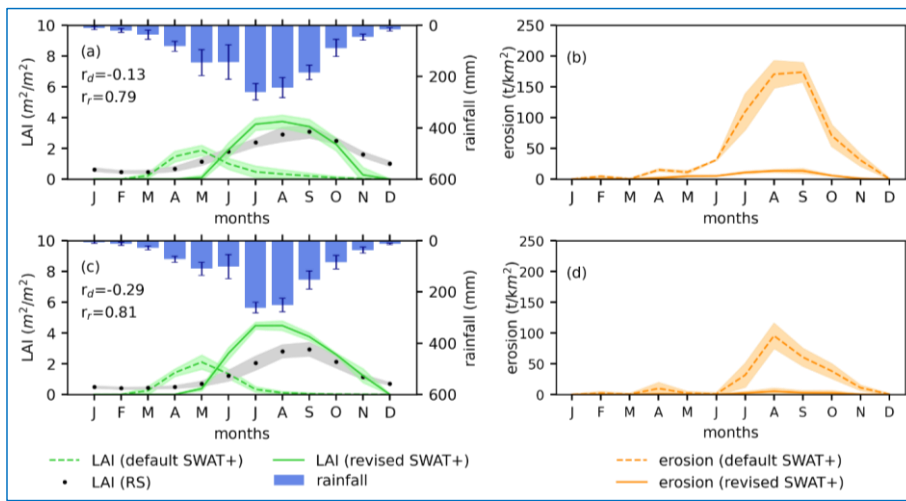 10
8
6
4
2
0
LAI (m²/m²)
(a)
r_d=-0.13
r_r=0.79
0
200
400
600
rainfall (mm)
J F M A M J J A S O N D
months
250
200
150
100
50
0
erosion (t/km²)
(b)
J F M A M J J A S O N D
months
10
8
6
4
2
0
LAI (m²/m²)
(c)
r_d=-0.29
r_r=0.81
0
200
400
600
rainfall (mm)
J F M A M J J A S O N D
months
250
200
150
100
50
0
erosion (t/km²)
(d)
J F M A M J J A S O N D
months
LAI (default SWAT+)
LAI (RS)
LAI (revised SWAT+)
rainfall
erosion (default SWAT+)
erosion (revised SWAT+)